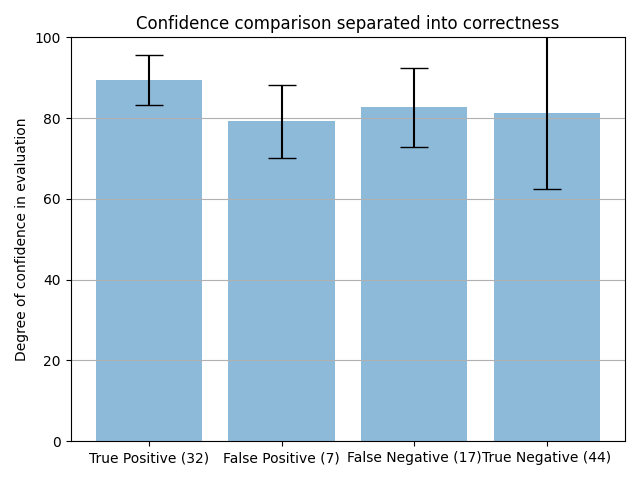 Confidence comparison separated into correctness
Degree of confidence in evaluation
100
80
60
40
20
0
True Positive (32)
False Positive (7)
False Negative (17)
True Negative (44)